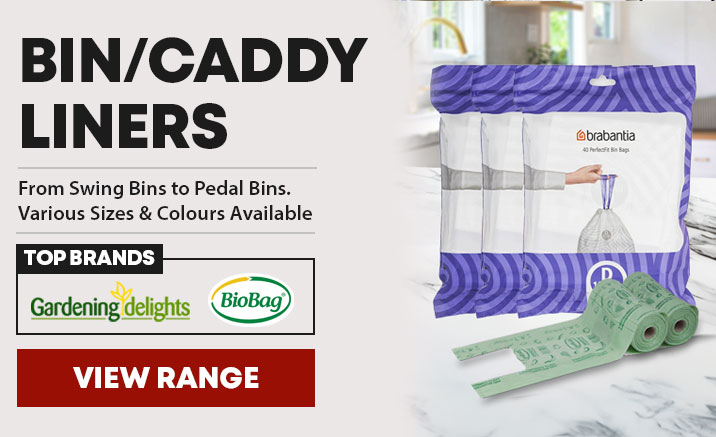 BIN/CADDY
LINERS
From Swing Bins to Pedal Bins.
Various Sizes & Colours Available
TOP BRANDS
Gardening delights
BioBag®
VIEW RANGE
brabantia
40 PerfectFit Bin Bags
D